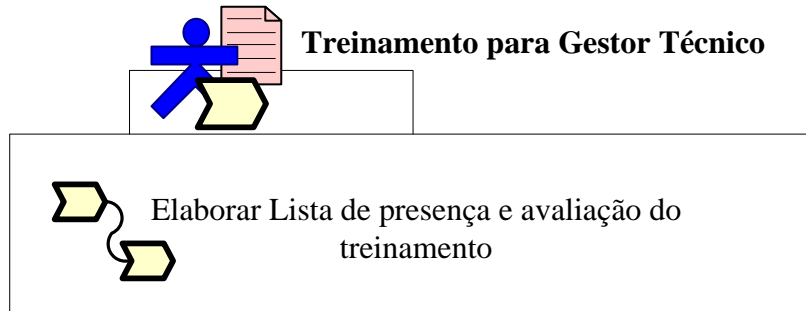 Treinamento para Gestor Técnico
Elaborar Lista de presença e avaliação do
treinamento